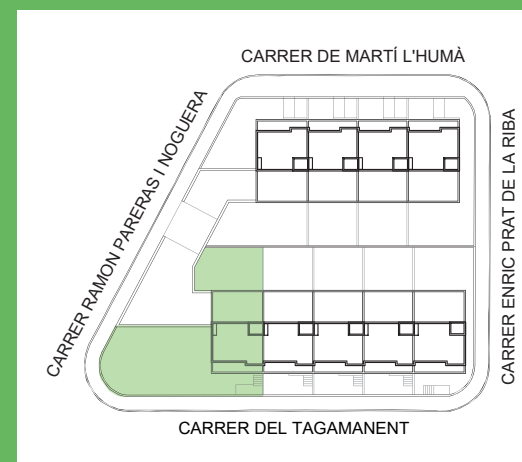 CARRER DE MARTÍ L'HUMÀ
CARRER RAMON PARERAS I NOGUERA
CARRER ENRIC PRAT DE LA RIBA
CARRER DEL TAGAMANENT